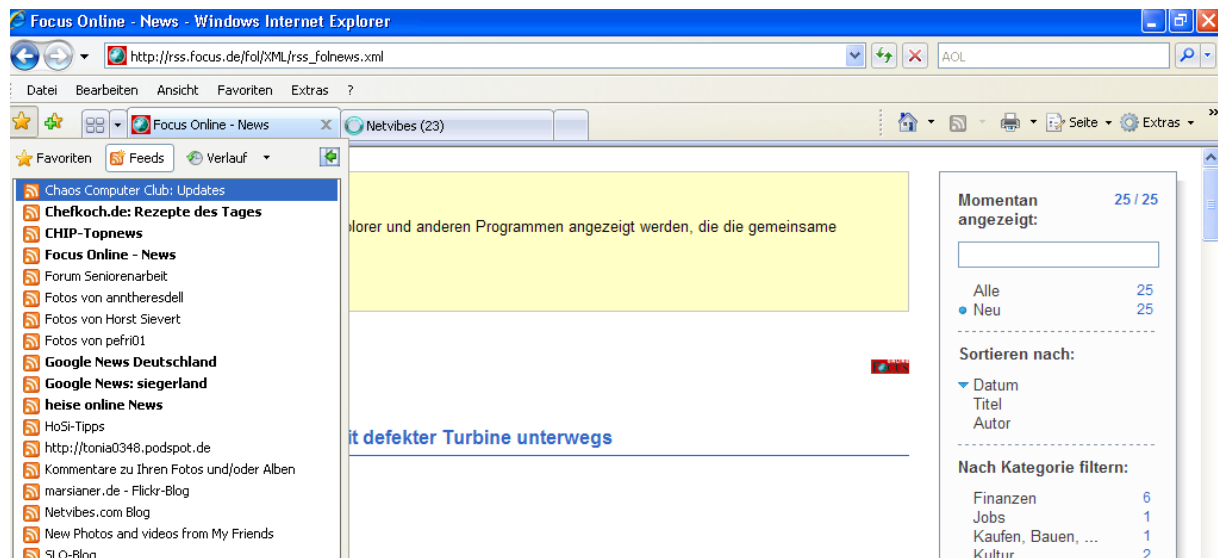 Focus Online - News - Windows Internet Explorer
http://rss.focus.de/fol/XML/rss_folnews.xml
AOL
Datei Bearbeiten Ansicht Favoriten Extras ?
Focus Online - News X Netvibes (23) Seite Extras »
Favoriten Feeds Verlauf
Chaos Computer Club: Updates
Chefkoch.de: Rezepte des Tages
CHIP-Topnews
Focus Online - News
Forum Seniorenarbeit
Fotos von anntheresdell
Fotos von Horst Sievert
Fotos von pefri01
Google News Deutschland
Google News: siegerland
heise online News
HoSi-Tipps
http://tonia0348.podspot.de
Kommentare zu Ihren Fotos und/oder Alben
marsianer.de - Flickr-Blog
Netvibes.com Blog
New Photos and videos from My Friends
SLO-Blog
plorer und anderen Programmen angezeigt werden, die die gemeinsame
FOCUS
it defekter Turbine unterwegs
Momentan 25 / 25
angezeigt:
Alle 25
Neu 25
Sortieren nach:
Datum
Titel
Autor
Nach Kategorie filtern:
Finanzen 6
Jobs 1
Kaufen, Bauen, ... 1
Kultur 2